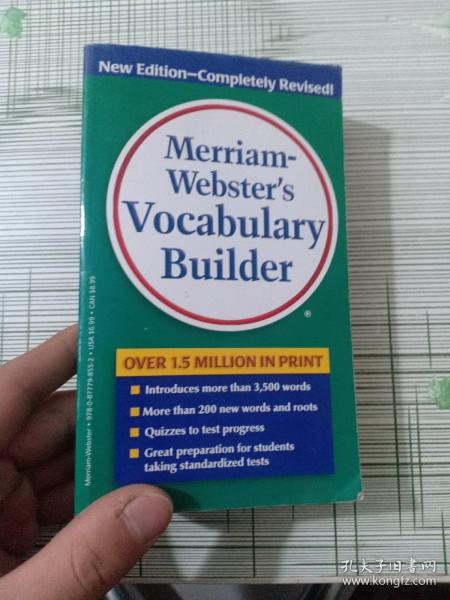 New Edition—Completely Revised!
Merriam-
Webster's
Vocabulary
Builder
®
OVER 1.5 MILLION IN PRINT
Introduces more than 3,500 words
More than 200 new words and roots
Quizzes to test progress
Great preparation for students
taking standardized tests
Merriam-Webster • 978-0-87779-855-2 • USA $6.99 • CAN $8.99
孔夫子旧书网
www.kongfz.com